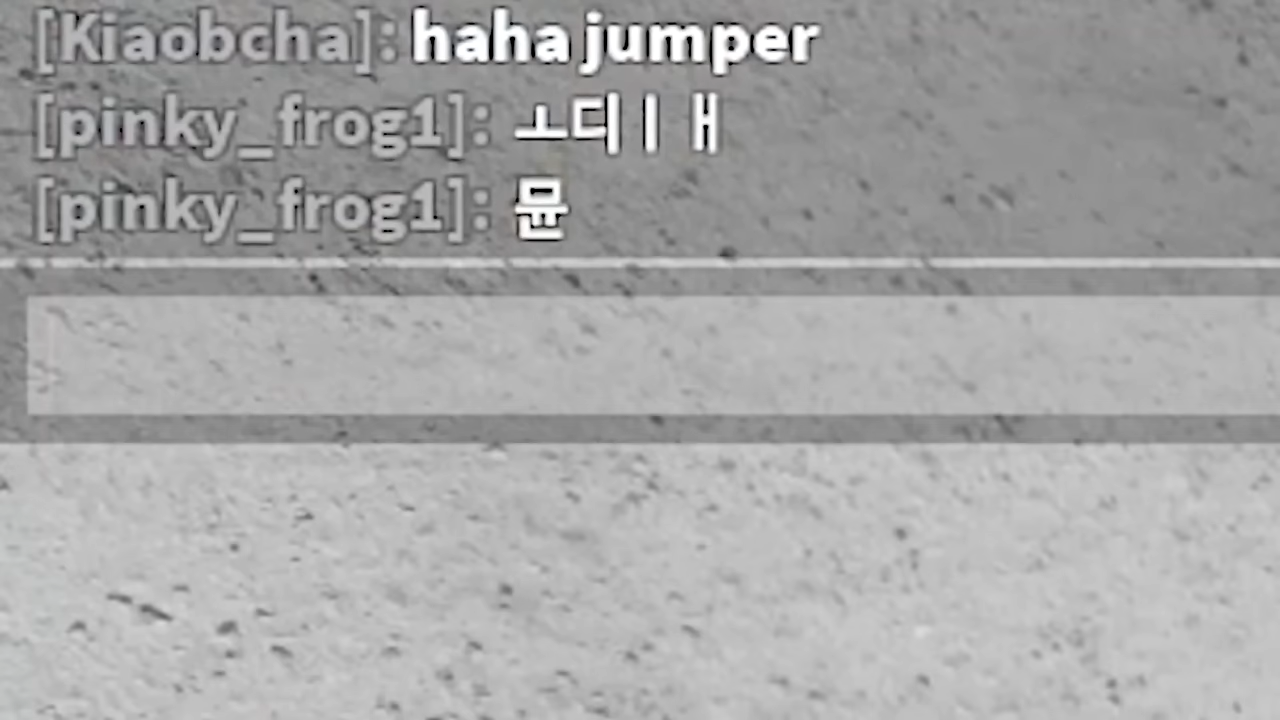 [Kiaobcha]: haha jumper
[pinky_frog1]: ㅗ디ㅣㅐ
[pinky_frog1]: 뮨